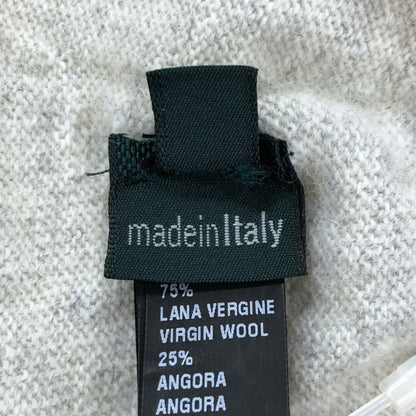 madeinItaly
75%
LANA VERGINE
VIRGIN WOOL
25%
ANGORA
ANGORA